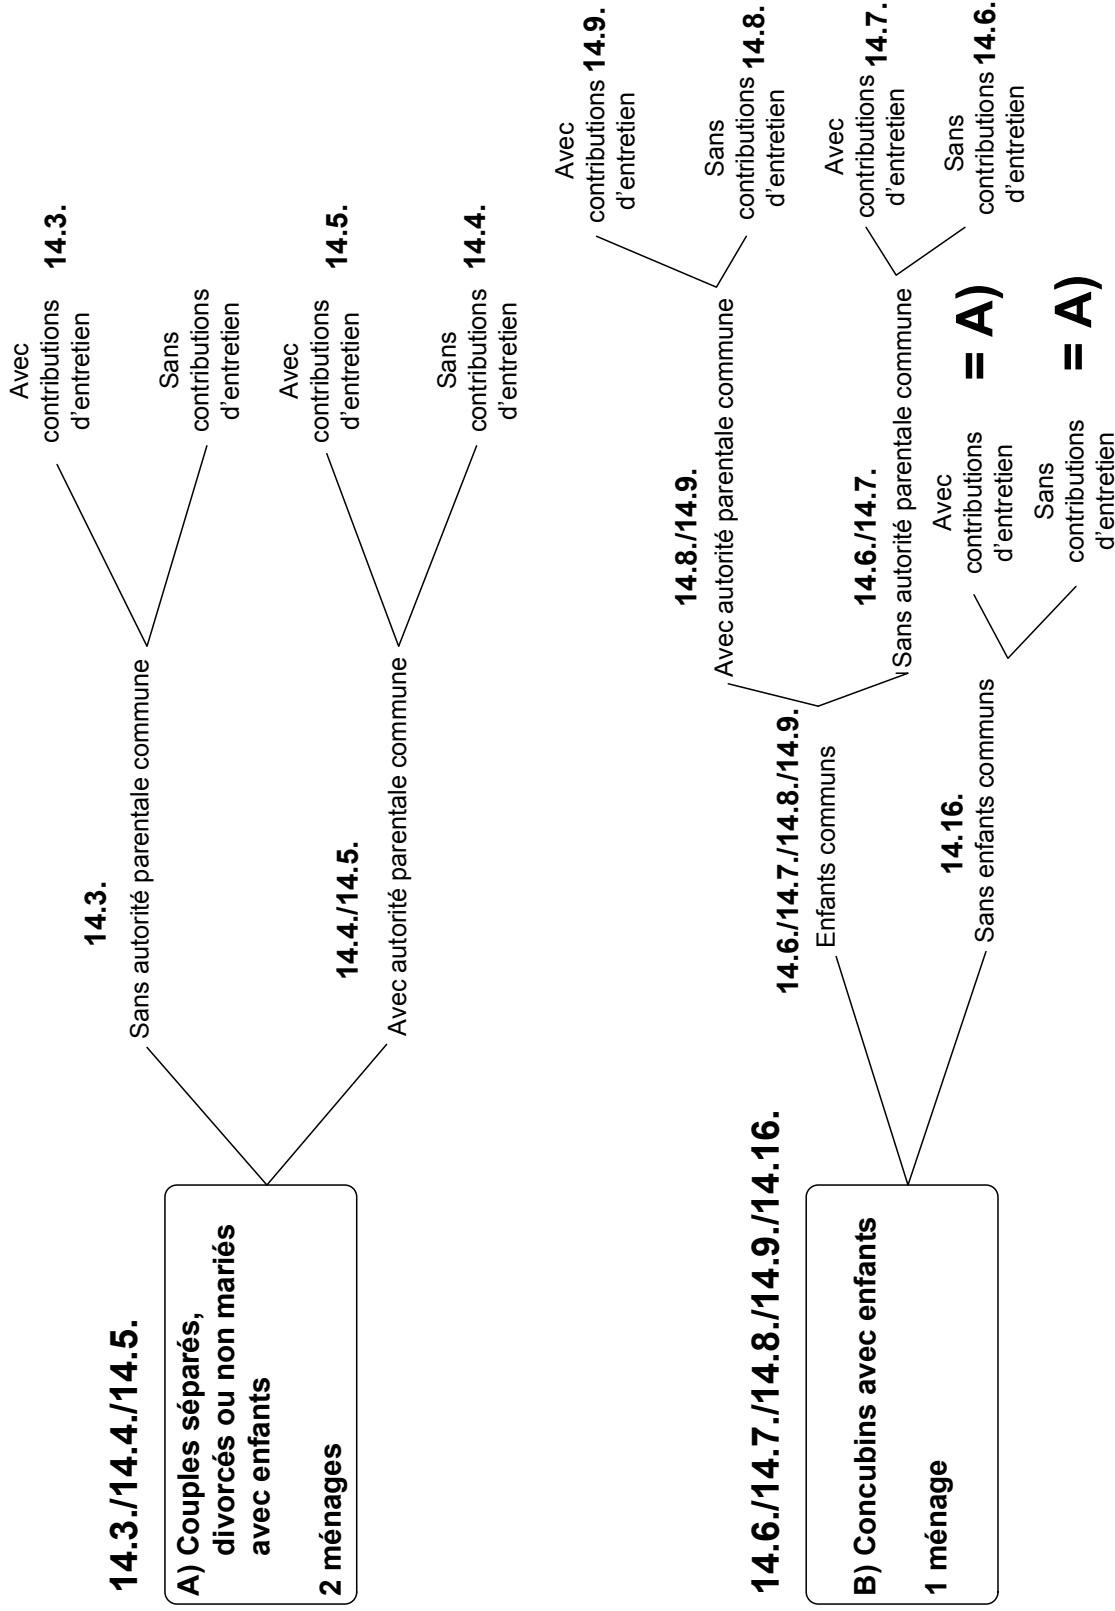 14.3./14.4./14.5.
A) Couples séparés,
divorcés ou non mariés
avec enfants
2 ménages
14.3.
Sans autorité parentale commune
Avec
contributions 14.3.
d'entretien
Sans
contributions
d'entretien
14.4./14.5.
Avec autorité parentale commune
Avec
contributions 14.5.
d'entretien
Sans
contributions 14.4.
d'entretien
14.6./14.7./14.8./14.9./14.16.
B) Concubins avec enfants
1 ménage
14.6./14.7./14.8./14.9.
Enfants communs
14.8./14.9.
Avec autorité parentale commune
Avec
contributions 14.9.
d'entretien
Sans
contributions 14.8.
d'entretien
14.6./14.7.
Sans autorité parentale commune
Avec
contributions 14.7.
d'entretien
Sans
contributions 14.6.
d'entretien
14.16.
Sans enfants communs
Avec
contributions = A)
d'entretien
Sans
contributions = A)
d'entretien